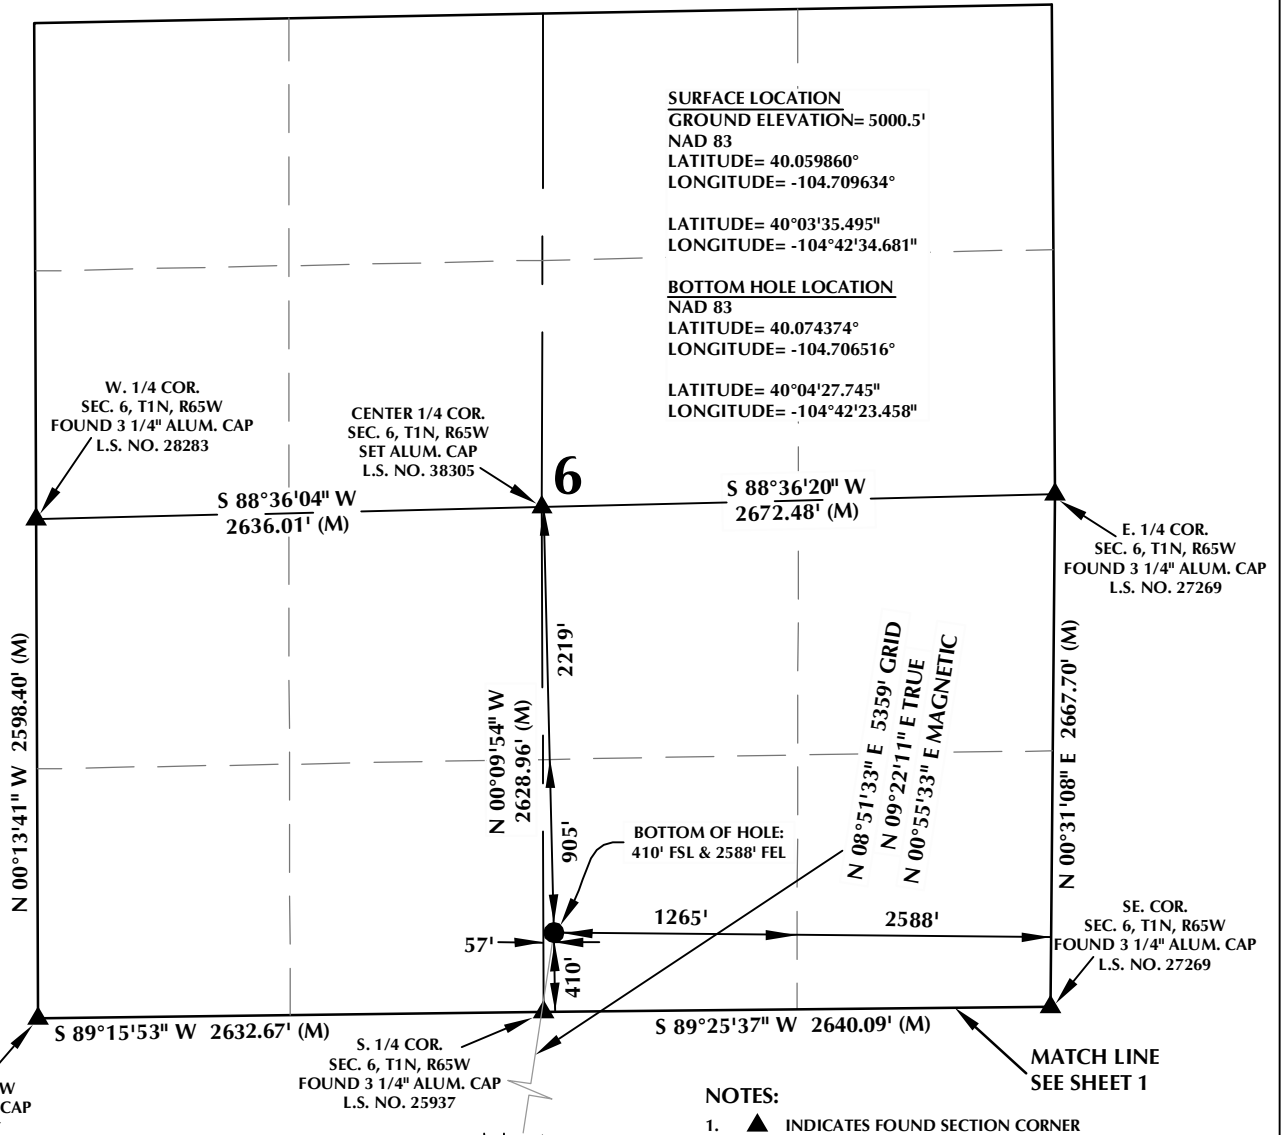 SURFACE LOCATION
GROUND ELEVATION= 5000.5'
NAD 83
LATITUDE= 40.059860°
LONGITUDE= -104.709634°
LATITUDE= 40°03'35.495"
LONGITUDE= -104°42'34.681"
BOTTOM HOLE LOCATION
NAD 83
LATITUDE= 40.074374°
LONGITUDE= -104.706516°
LATITUDE= 40°04'27.745"
LONGITUDE= -104°42'23.458"
W. 1/4 COR.
SEC. 6, T1N, R65W
FOUND 3 1/4" ALUM. CAP
L.S. NO. 28283
CENTER 1/4 COR.
SEC. 6, T1N, R65W
SET ALUM. CAP
L.S. NO. 38305
6
S 88°36'04" W
2636.01' (M)
S 88°36'20" W
2672.48' (M)
E. 1/4 COR.
SEC. 6, T1N, R65W
FOUND 3 1/4" ALUM. CAP
L.S. NO. 27269
N 00°13'41" W 2598.40' (M)
N 00°09'54" W
2628.96' (M)
2219'
905'
BOTTOM OF HOLE:
410' FSL & 2588' FEL
N 08°51'33" E 5359' GRID
N 09°22'11" E TRUE
N 00°55'33" E MAGNETIC
N 00°31'08" E 2667.70' (M)
1265'
2588'
57'
410'
SE. COR.
SEC. 6, T1N, R65W
FOUND 3 1/4" ALUM. CAP
L.S. NO. 27269
S 89°15'53" W 2632.67' (M)
S 89°25'37" W 2640.09' (M)
S. 1/4 COR.
SEC. 6, T1N, R65W
FOUND 3 1/4" ALUM. CAP
L.S. NO. 25937
MATCH LINE
SEE SHEET 1
W
CAP
NOTES:
1. ▲ INDICATES FOUND SECTION CORNER